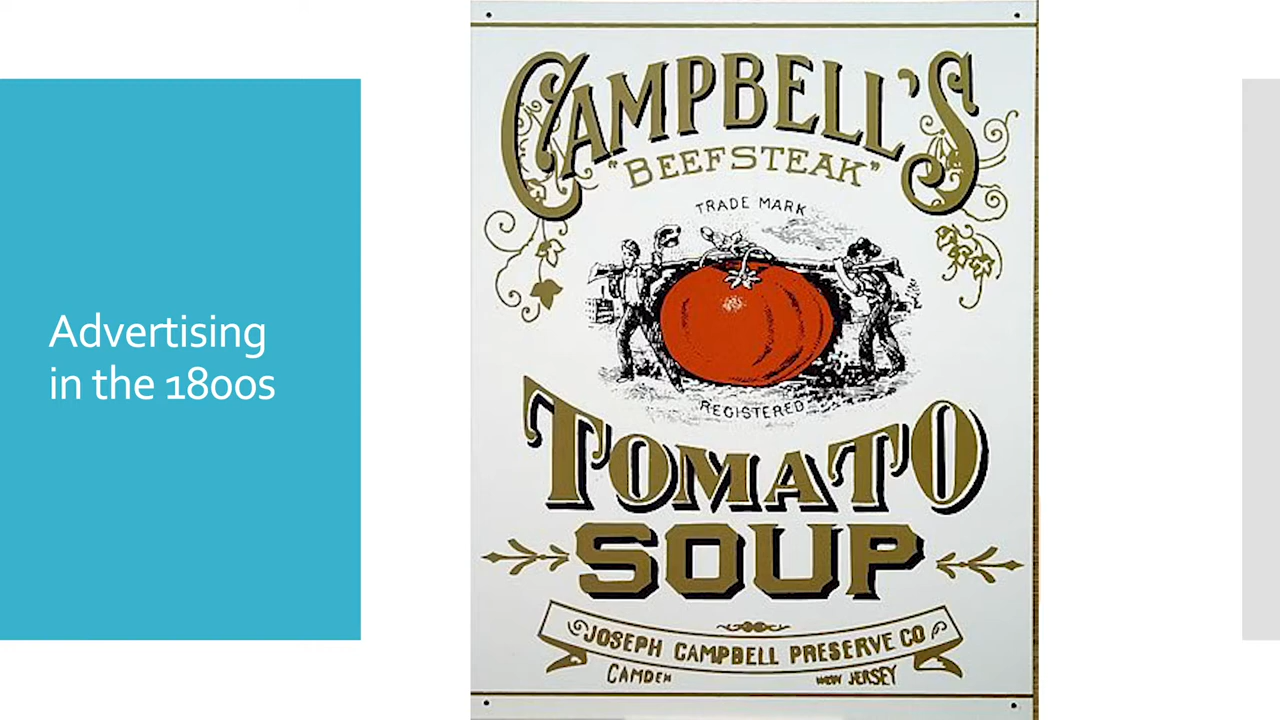 Advertising
in the 1800s
CAMPBELL'S
"BEEFSTEAK"
TRADE MARK
REGISTERED
TOMATO
SOUP
JOSEPH CAMPBELL PRESERVE CO
CAMDEN NEW JERSEY